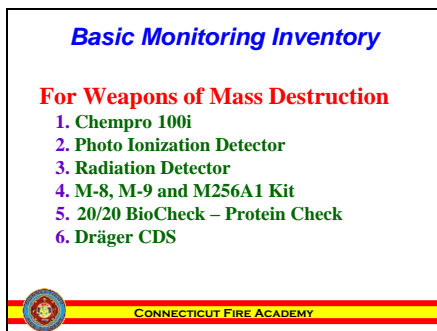 Basic Monitoring Inventory
For Weapons of Mass Destruction
1. Chempro 100i
2. Photo Ionization Detector
3. Radiation Detector
4. M-8, M-9 and M256A1 Kit
5. 20/20 BioCheck – Protein Check
6. Dräger CDS
CONNECTICUT FIRE ACADEMY